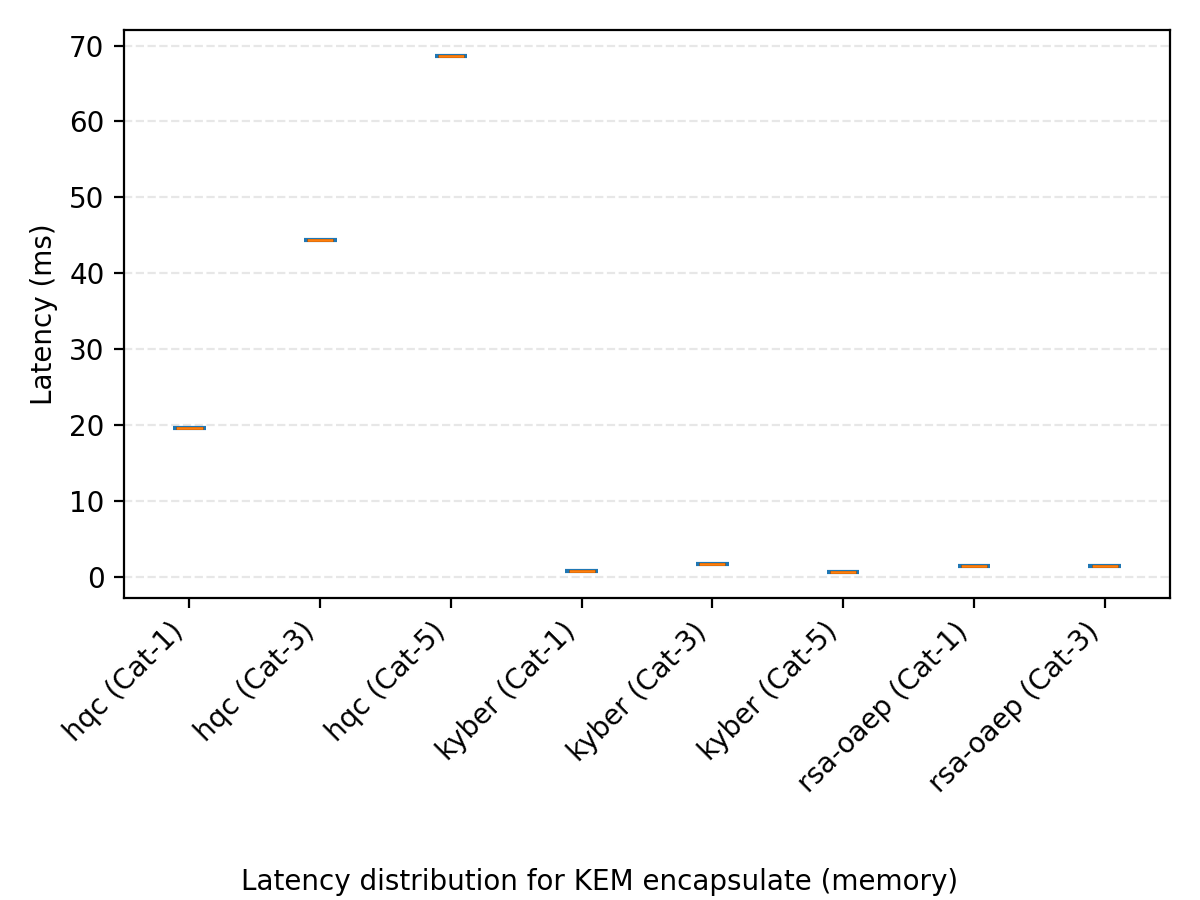 70
60
50
40
30
20
10
0
Latency (ms)
hqc (Cat-1)
hqc (Cat-3)
hqc (Cat-5)
kyber (Cat-1)
kyber (Cat-3)
kyber (Cat-5)
rsa-oaep (Cat-1)
rsa-oaep (Cat-3)
Latency distribution for KEM encapsulate (memory)